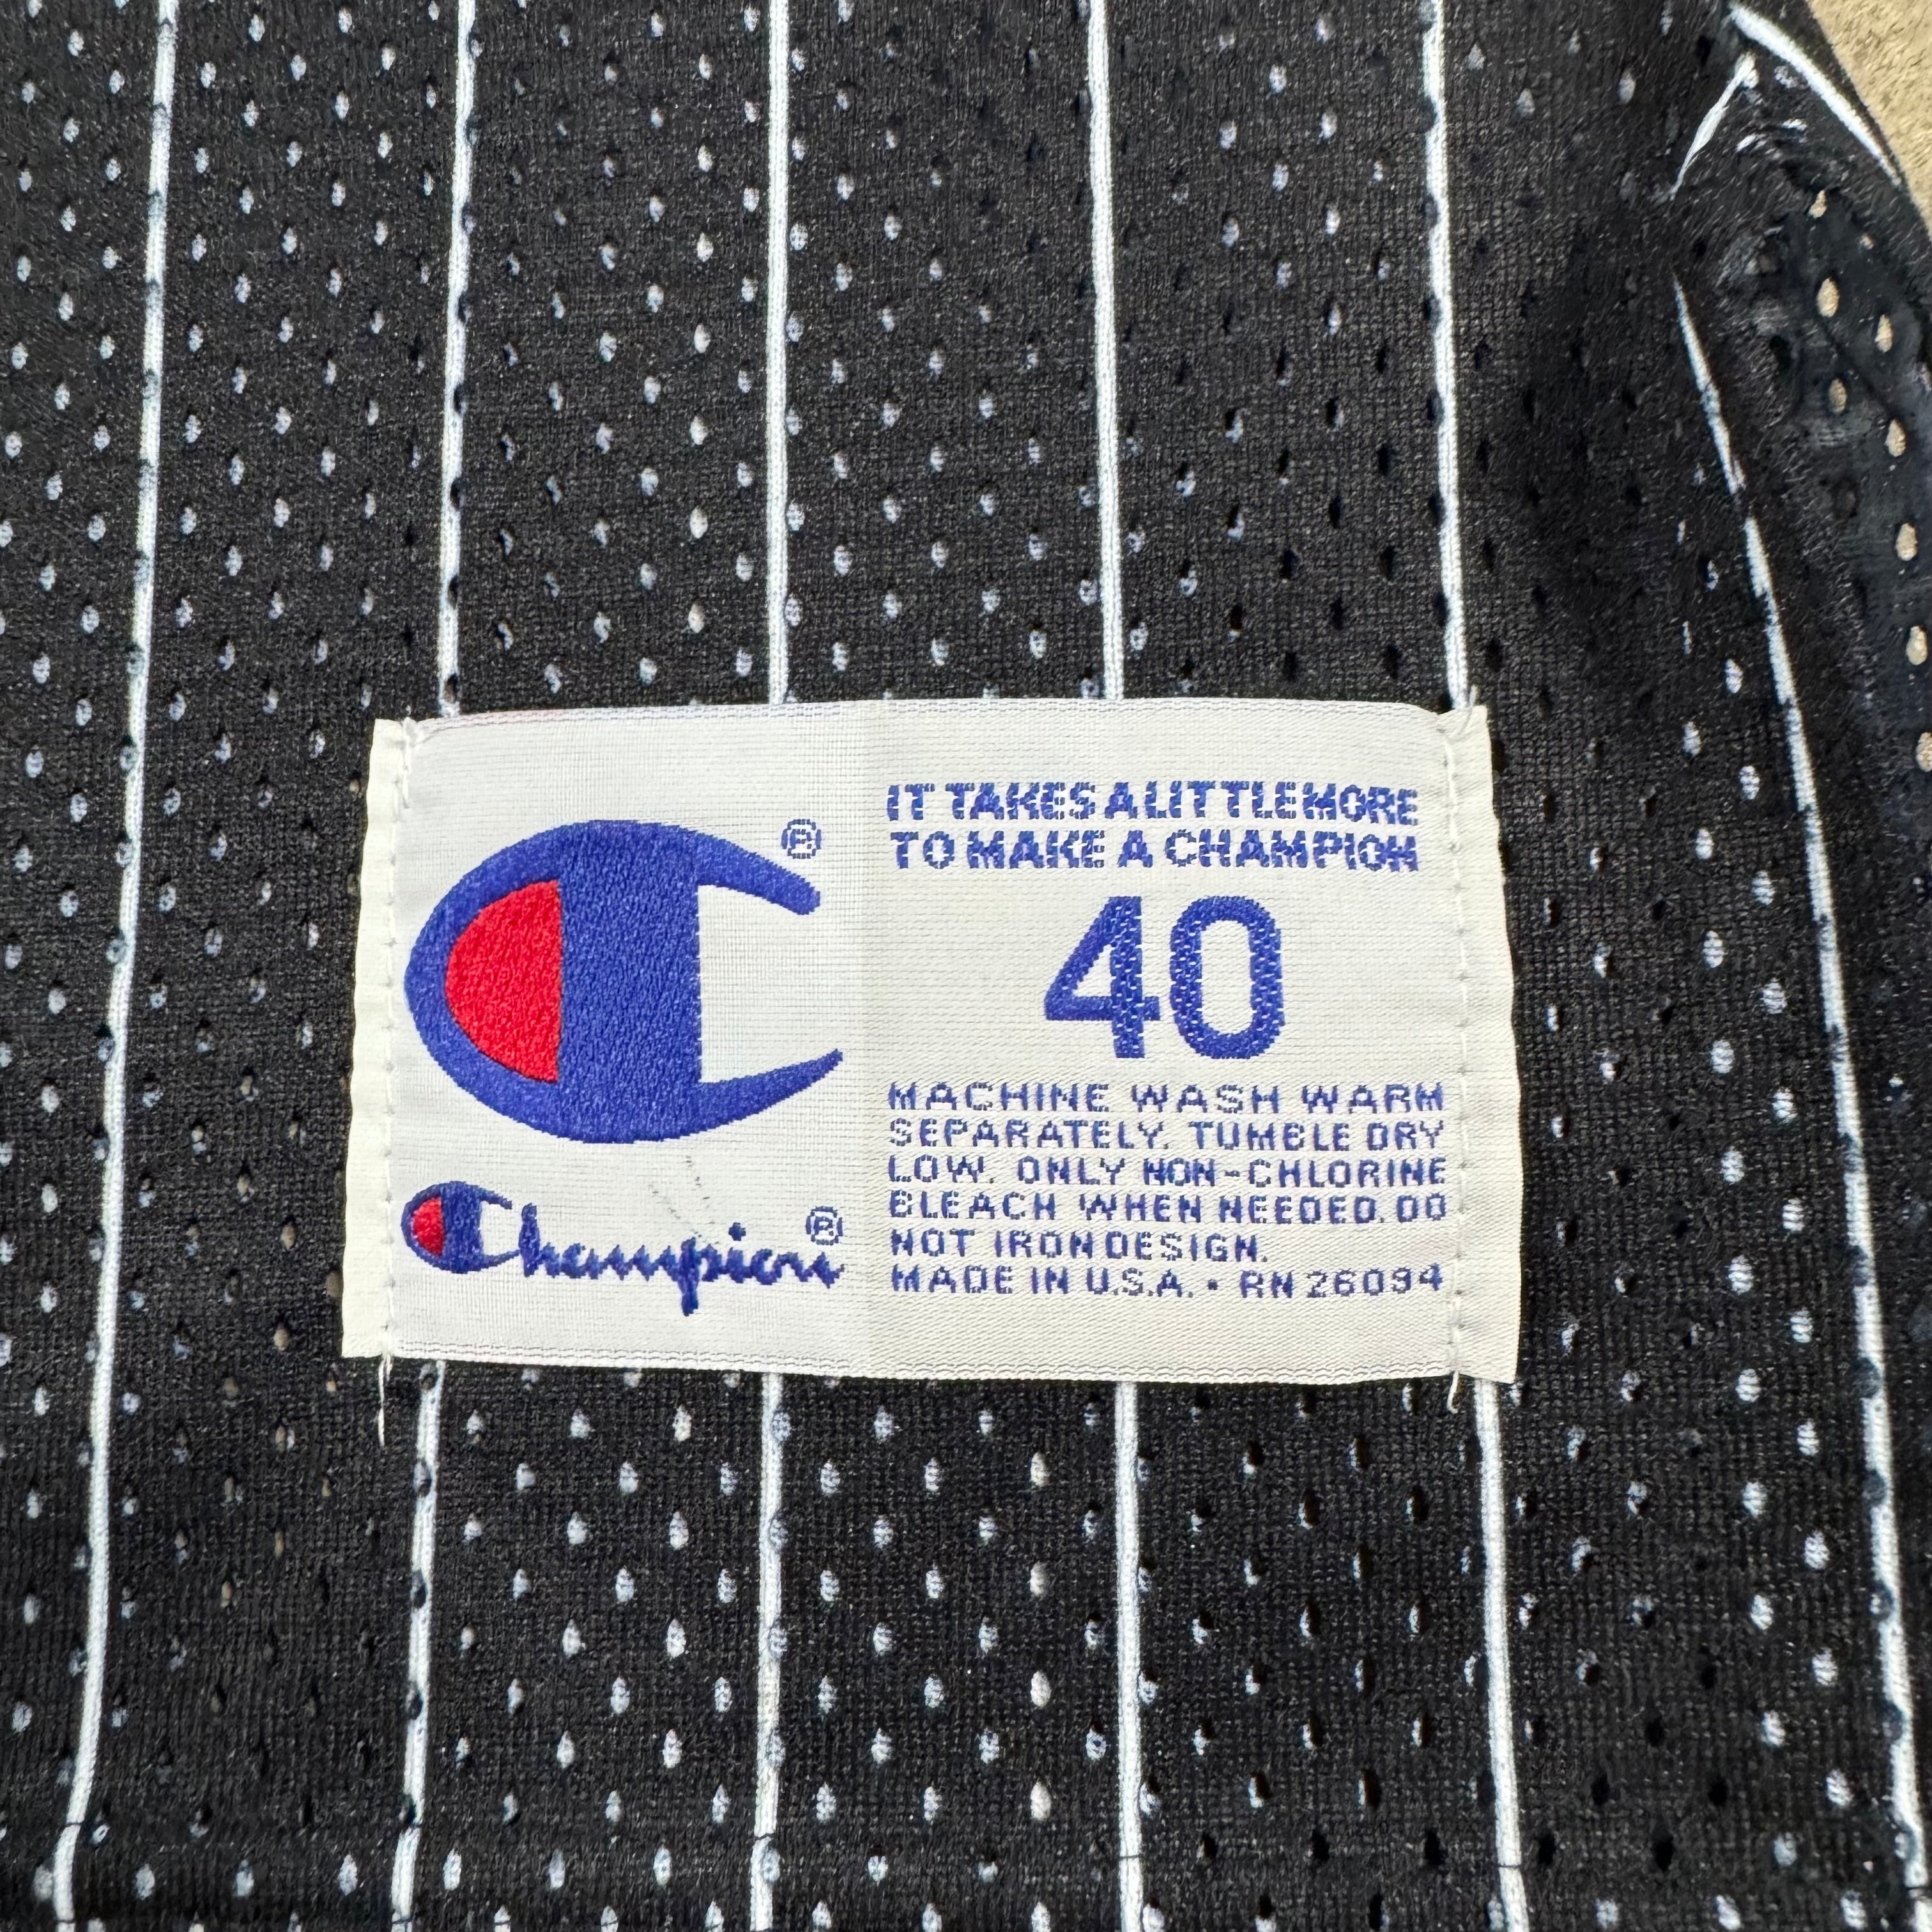 ®
IT TAKES A LITTLE MORE
TO MAKE A CHAMPION
40
MACHINE WASH WARM
SEPARATELY. TUMBLE DRY
LOW. ONLY NON-CHLORINE
BLEACH WHEN NEEDED. DO
NOT IRON DESIGN.
MADE IN U.S.A. • RN 26094
Champion®